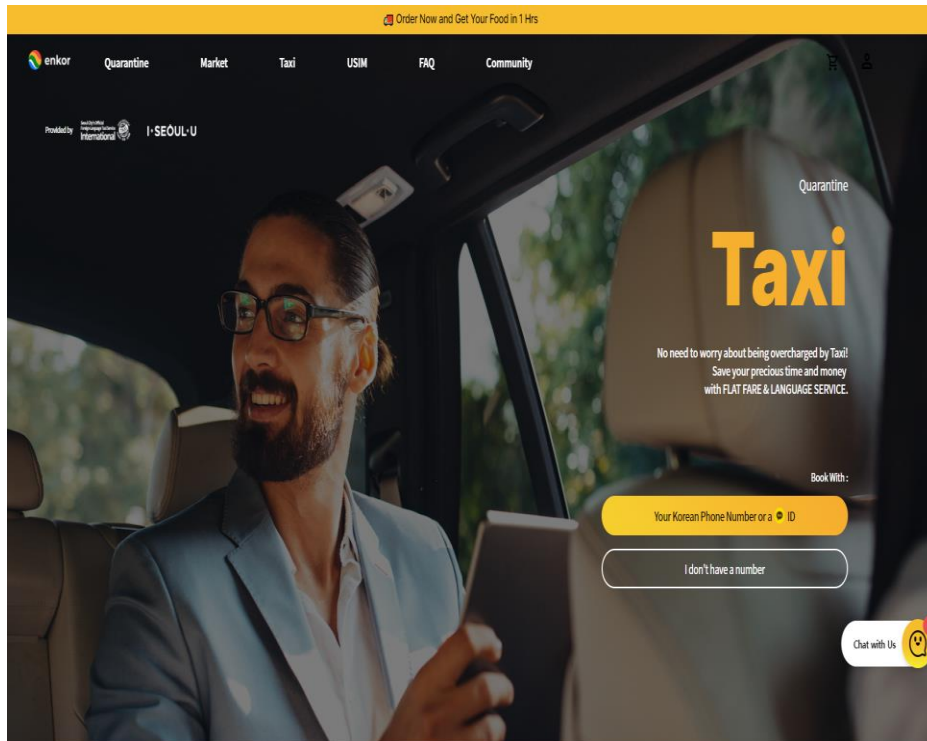 Order Now and Get Your Food in 1 Hrs
enkor
Quarantine
Market
Taxi
USIM
FAQ
Community
Provided by
International
I·SEOUL·U
Quarantine
Taxi
No need to worry about being overcharged by Taxi!
Save your precious time and money
with FLAT FARE & LANGUAGE SERVICE.
Book With :
Your Korean Phone Number or a ID
I don't have a number
Chat with Us